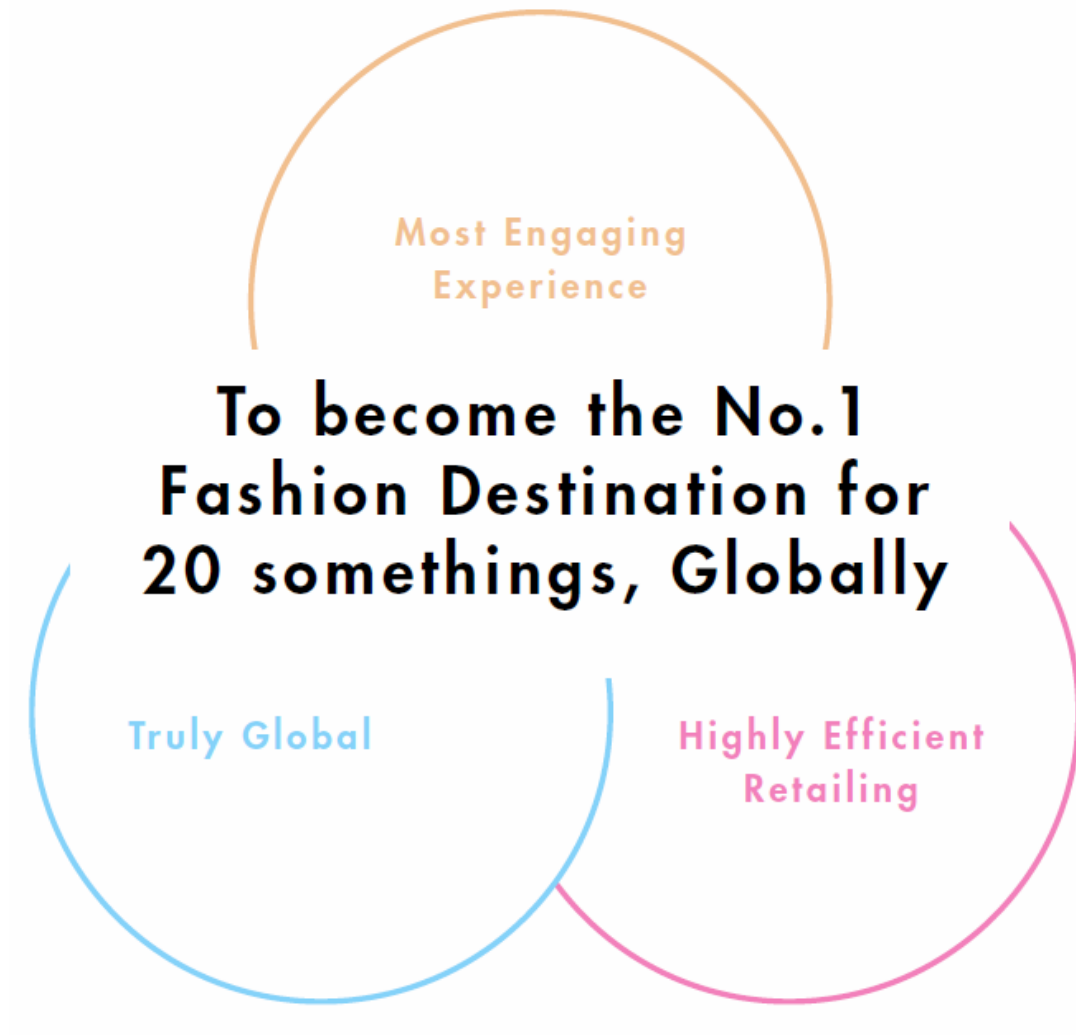 Most Engaging
Experience
To become the No.1
Fashion Destination for
20 somethings, Globally
Truly Global
Highly Efficient
Retailing